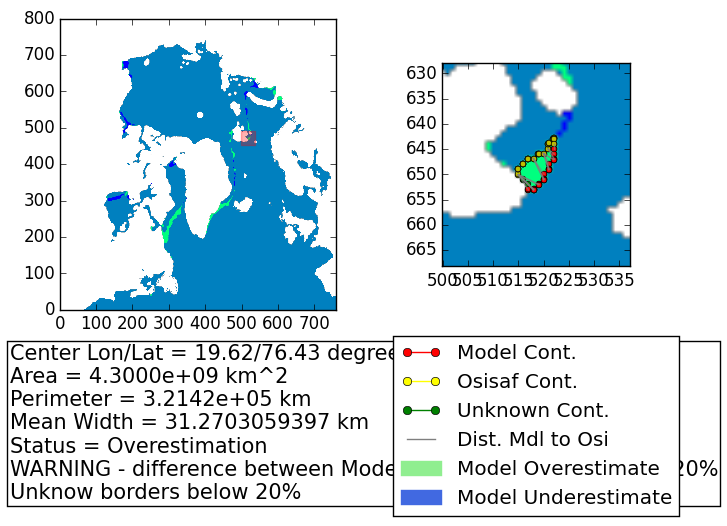 800
700
600
500
400
300
200
100
0
0 100 200 300 400 500 600 700
630
635
640
645
650
655
660
665
500 505 510 515 520 525 530 535
Center Lon/Lat = 19.62/76.43 degre
Area = 4.3000e+09 km^2
Perimeter = 3.2142e+05 km
Mean Width = 31.2703059397 km
Status = Overestimation
WARNING - difference between Mode 20%
Unknow borders below 20%
Model Cont.
Osisaf Cont.
Unknown Cont.
Dist. Mdl to Osi
Model Overestimate
Model Underestimate